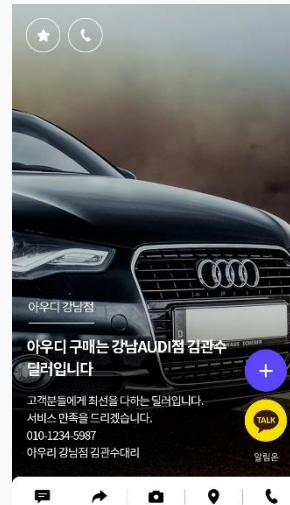 아우디 강남점
아우디 구매는 강남AUDI점 김관수
딜러입니다
고객분들에게 최선을 다하는 딜러입니다.
서비스 만족을 드리겠습니다.
010-1234-5987
아우리 강남점 김관수대리
TALK
알림온